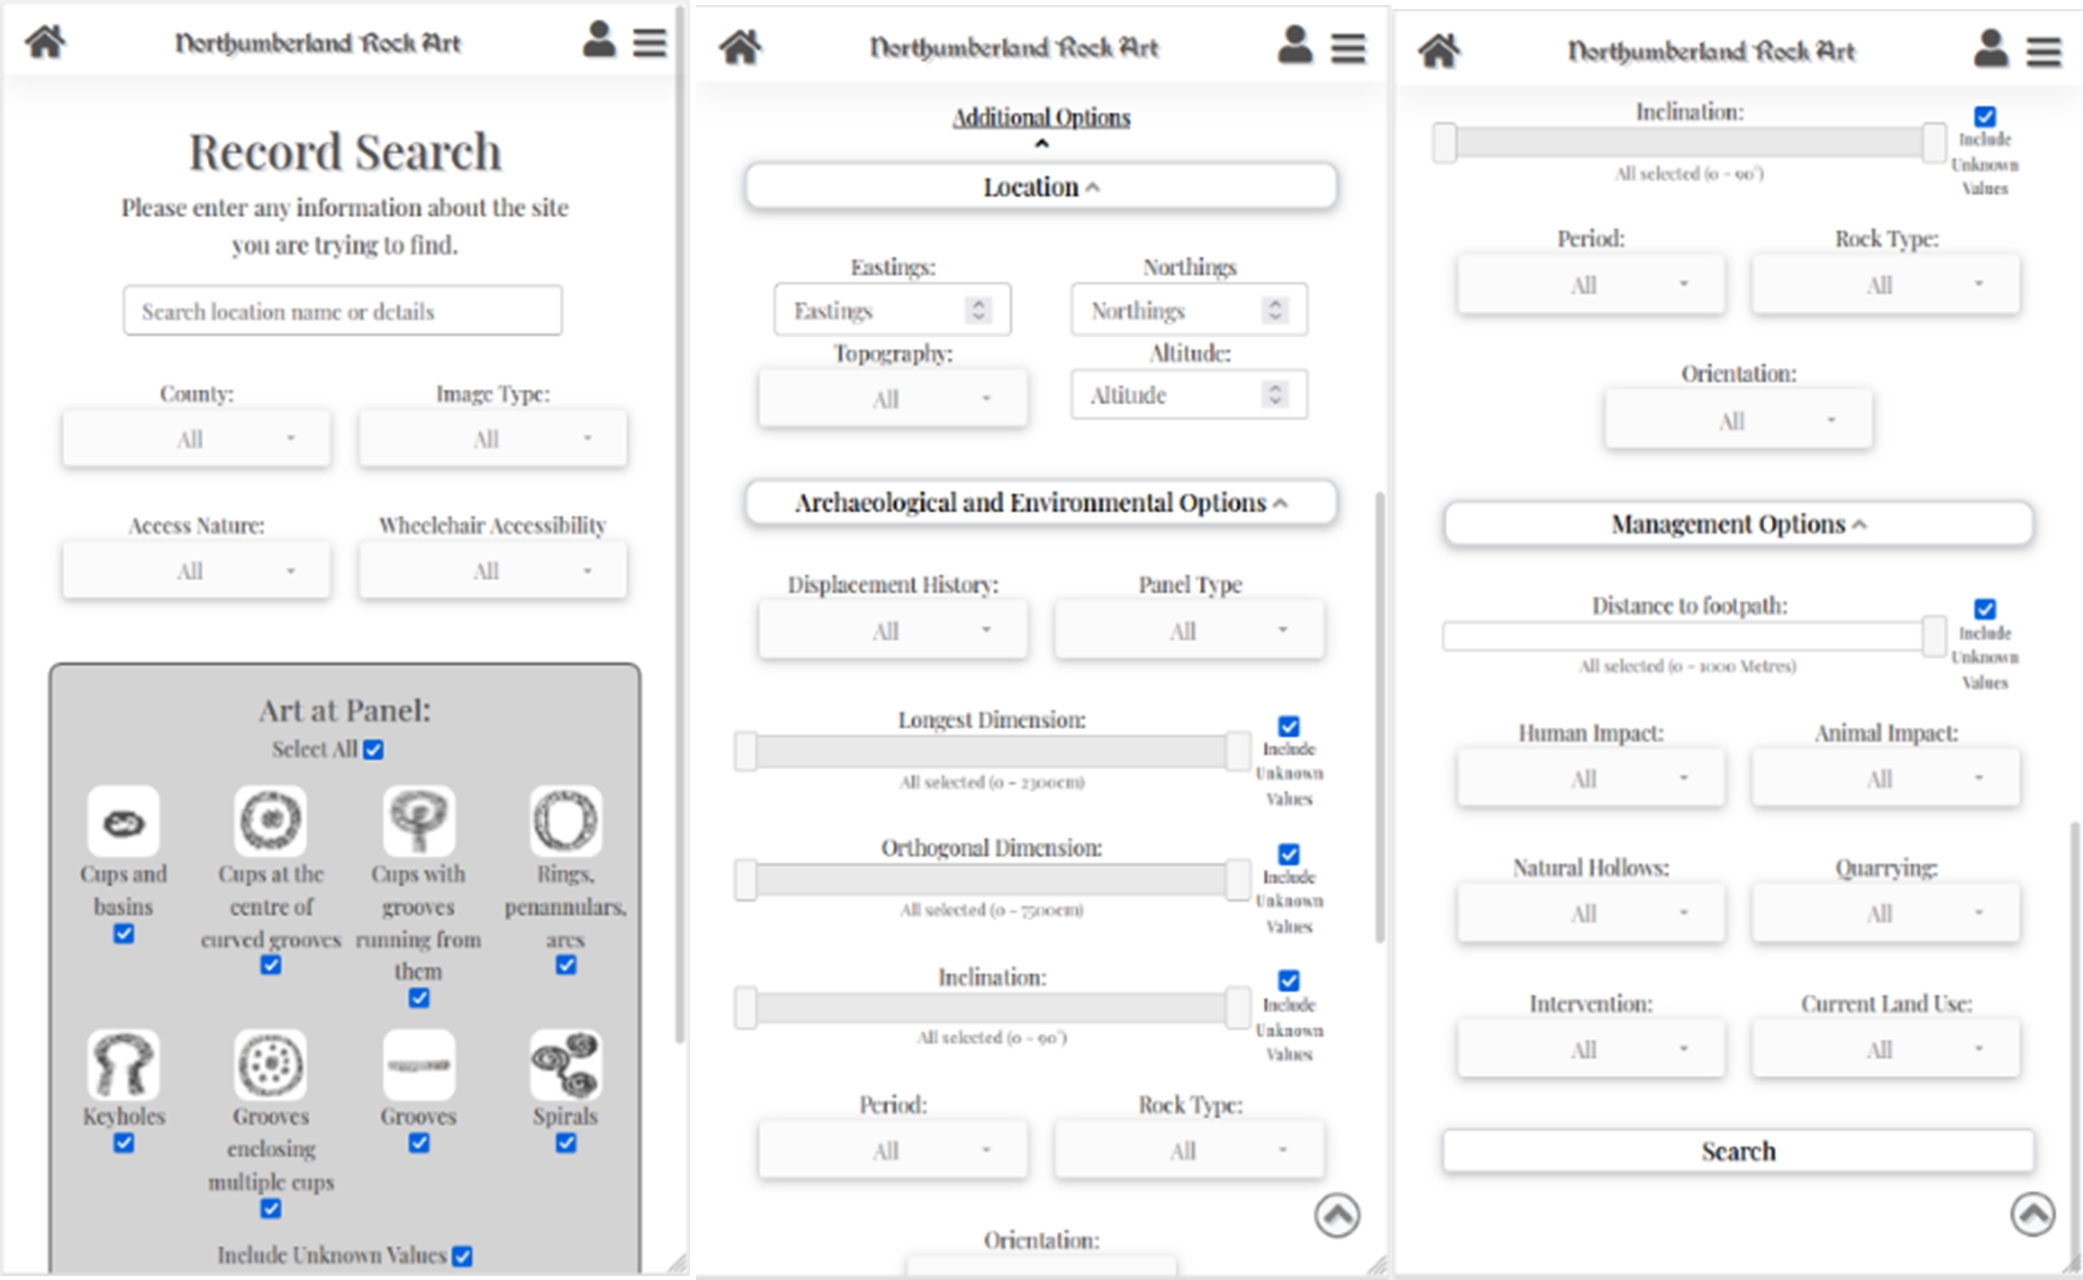 Northumberland Rock Art
Record Search
Please enter any information about the site
you are trying to find.
Search location name or details
County:
Image Type:
All
All
Access Nature:
Wheelchair Accessibility
All
All
Art at Panel:
Select All
Cups and
basins
Cups at the
centre of
curved grooves
Cups with
grooves
running from
them
Rings,
penannulars,
arcs
Keyholes
Grooves
enclosing
multiple cups
Grooves
Spirals
Include Unknown Values
Northumberland Rock Art
Additional Options
Location
Eastings:
Northings
Eastings
Northings
Topography:
Altitude:
All
Altitude
Archaeological and Environmental Options
Displacement History:
Panel Type
All
All
Longest Dimension:
All selected (0 - 2300cm)
Include
Unknown
Values
Orthogonal Dimension:
All selected (0 - 7500cm)
Include
Unknown
Values
Inclination:
All selected (0 - 90°)
Include
Unknown
Values
Period:
Rock Type:
All
All
Orientation:
Northumberland Rock Art
Inclination:
All selected (0 - 90°)
Include
Unknown
Values
Period:
Rock Type:
All
All
Orientation:
All
Management Options
Distance to footpath:
All selected (0 - 1000 Metres)
Include
Unknown
Values
Human Impact:
Animal Impact:
All
All
Natural Hollows:
Quarrying:
All
All
Intervention:
Current Land Use:
All
All
Search